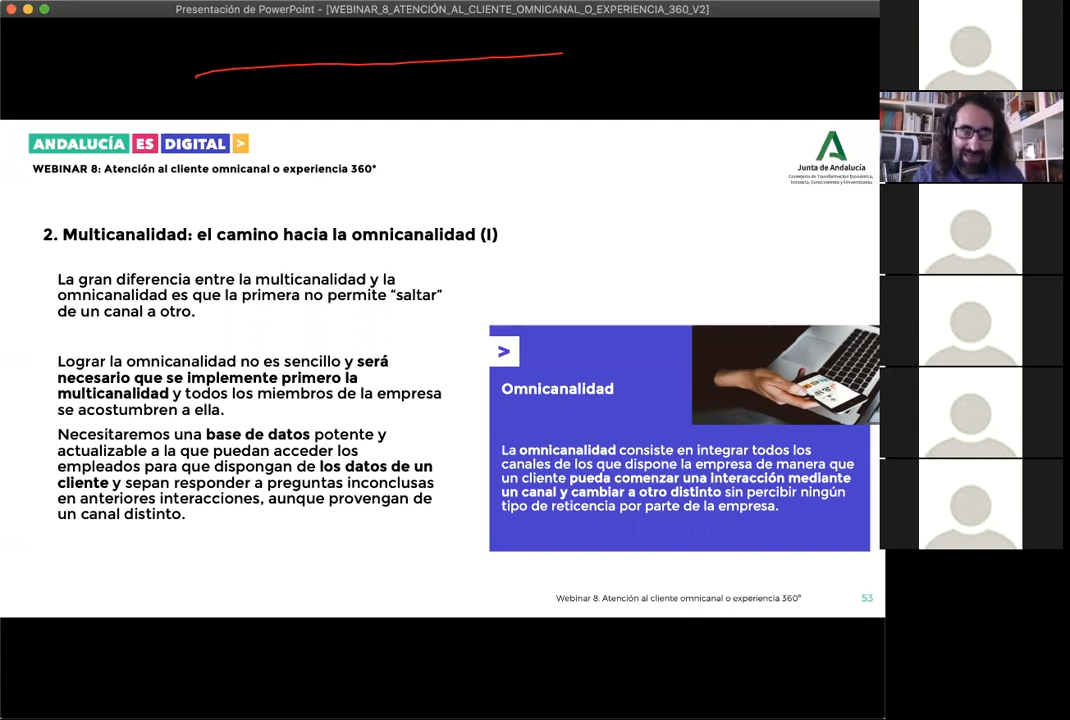 Presentación de PowerPoint - [WEBINAR_8_ATENCIÓN_AL_CLIENTE_OMNICANAL_O_EXPERIENCIA_360_V2]
ANDALUCÍA ES DIGITAL >
WEBINAR 8: Atención al cliente omnicanal o experiencia 360°
Junta de Andalucía
Consejería de Transformación Económica,
Industria, Conocimiento y Universidades
2. Multicanalidad: el camino hacia la omnicanalidad (I)
La gran diferencia entre la multicanalidad y la
omnicanalidad es que la primera no permite “saltar”
de un canal a otro.
Lograr la omnicanalidad no es sencillo y será
necesario que se implemente primero la
multicanalidad y todos los miembros de la empresa
se acostumbren a ella.
Necesitaremos una base de datos potente y
actualizable a la que puedan acceder los
empleados para que dispongan de los datos de un
cliente y sepan responder a preguntas inconclusas
en anteriores interacciones, aunque provengan de
un canal distinto.
>
Omnicanalidad
La omnicanalidad consiste en integrar todos los
canales de los que dispone la empresa de manera que
un cliente pueda comenzar una interacción mediante
un canal y cambiar a otro distinto sin percibir ningún
tipo de reticencia por parte de la empresa.
Webinar 8: Atención al cliente omnicanal o experiencia 360°
53